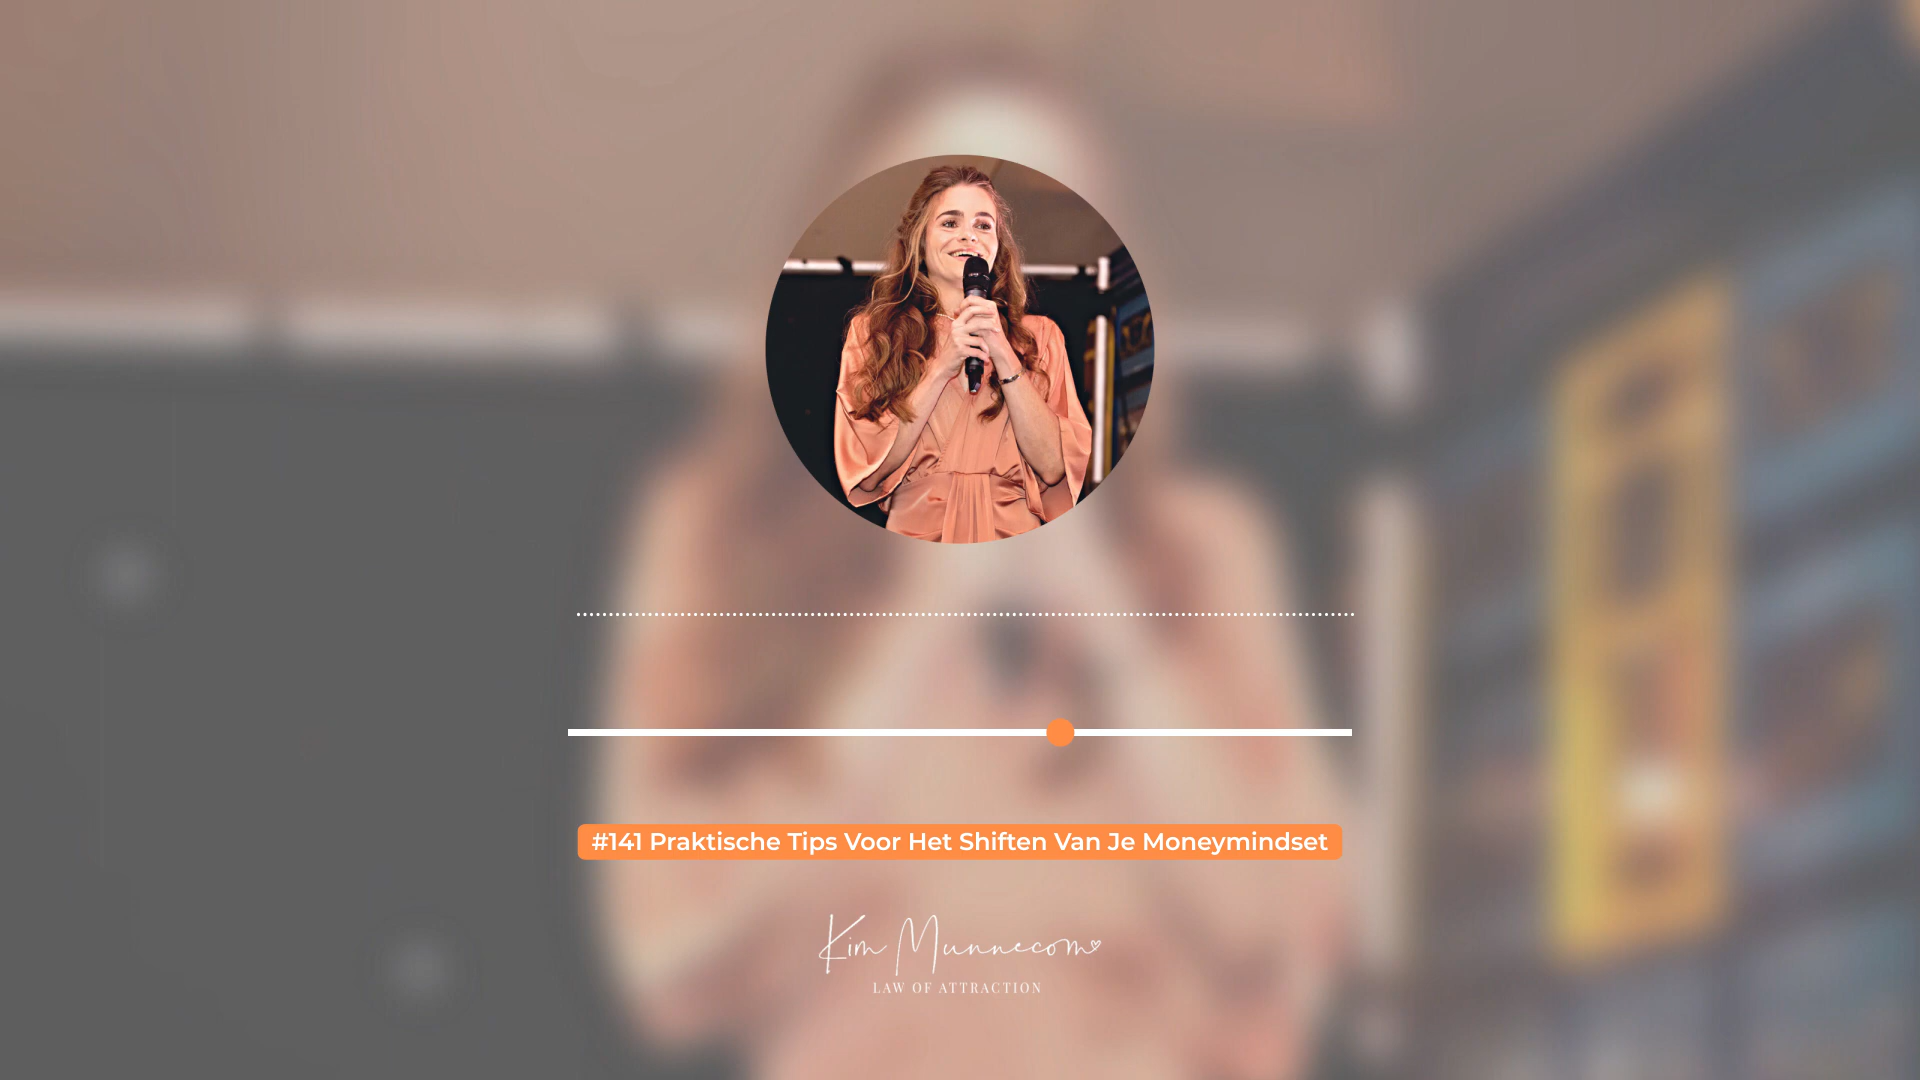 #141 Praktische Tips Voor Het Shiften Van Je Moneymindset
Kim Munnecom
LAW OF ATTRACTION